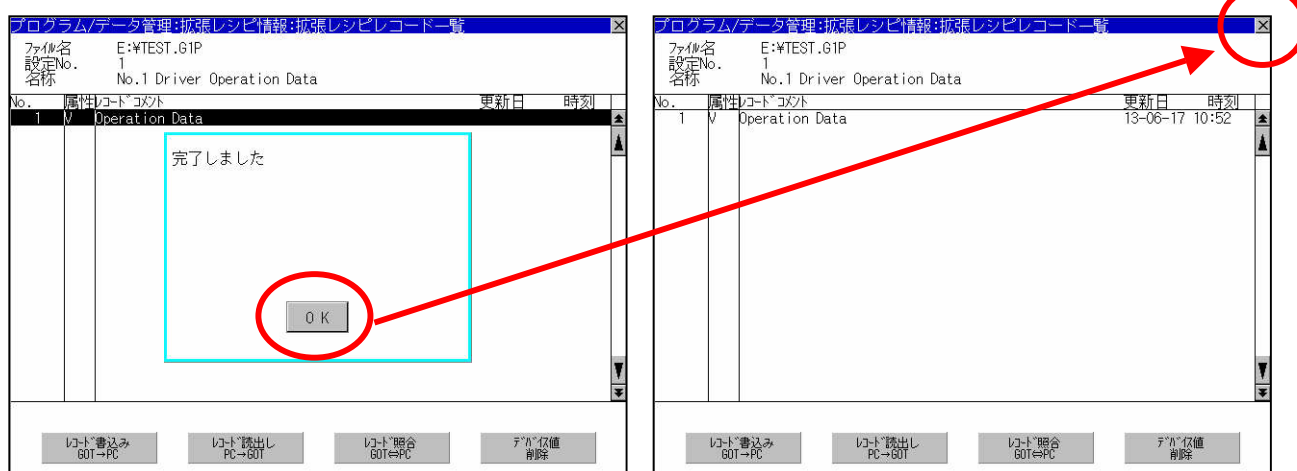 プログラム/データ管理:拡張レシピ情報:拡張レシピレコード一覧
ファイル名 E:¥TEST.G1P
設定No. 1
名称 No.1 Driver Operation Data
No. 属性 レコードコメント 更新日 時刻
1 V Operation Data
完了しました
OK
レコード書込み GOT→PC
レコード読出し PC→GOT
レコード照合 GOT⇔PC
デバイス値 削除
プログラム/データ管理:拡張レシピ情報:拡張レシピレコード一覧
ファイル名 E:¥TEST.G1P
設定No. 1
名称 No.1 Driver Operation Data
No. 属性 レコードコメント 更新日 時刻
1 V Operation Data 13-06-17 10:52
レコード書込み GOT→PC
レコード読出し PC→GOT
レコード照合 GOT⇔PC
デバイス値 削除